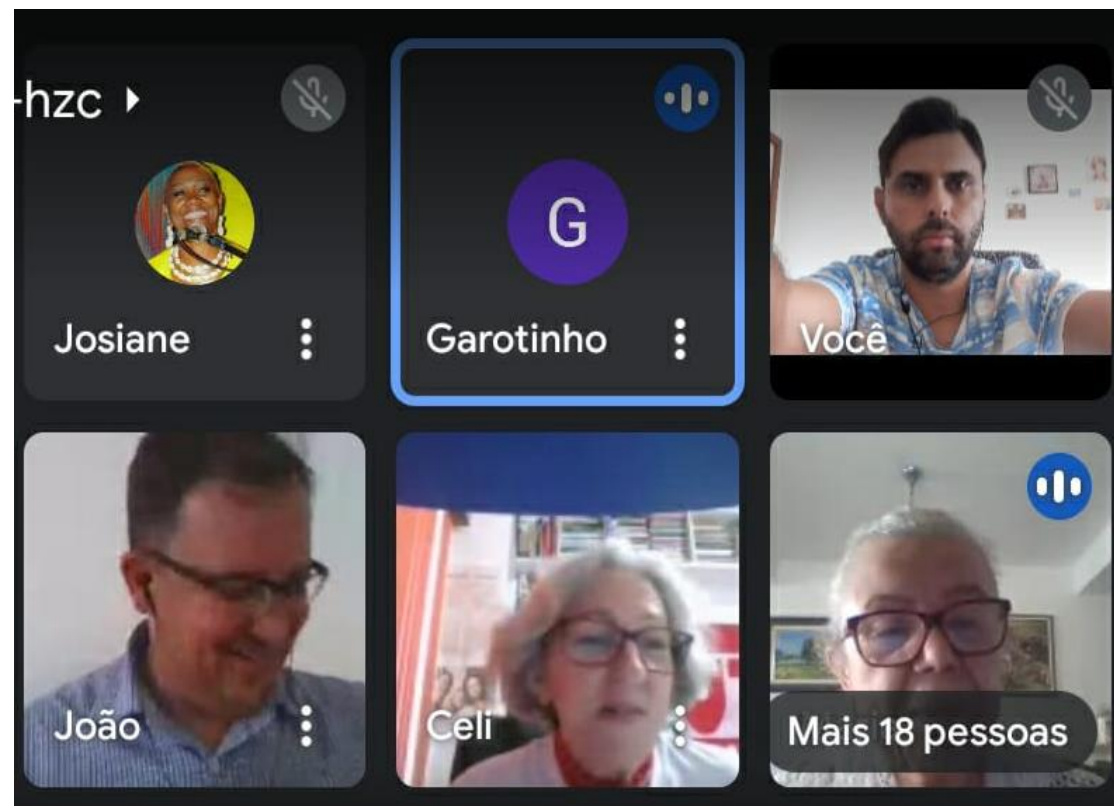 -hzc
G
Josiane
Garotinho
Você
João
Celi
Mais 18 pessoas